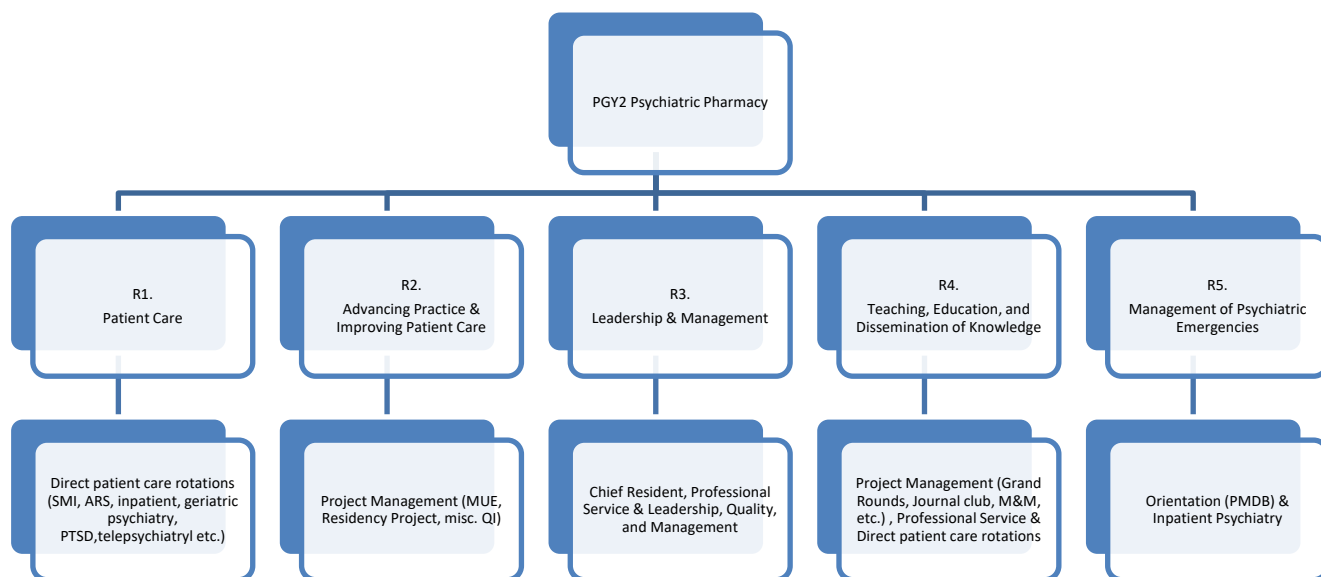 PGY2 Psychiatric Pharmacy
R1.
Patient Care
R2.
Advancing Practice &
Improving Patient Care
R3.
Leadership & Management
R4.
Teaching, Education, and
Dissemination of Knowledge
R5.
Management of Psychiatric
Emergencies
Direct patient care rotations
(SMI, ARS, inpatient, geriatric
psychiatry,
PTSD,telepsychiatryl etc.)
Project Management (MUE,
Residency Project, misc. QI)
Chief Resident, Professional
Service & Leadership, Quality,
and Management
Project Management (Grand
Rounds, Journal club, M&M,
etc.) , Professional Service &
Direct patient care rotations
Orientation (PMDB) &
Inpatient Psychiatry